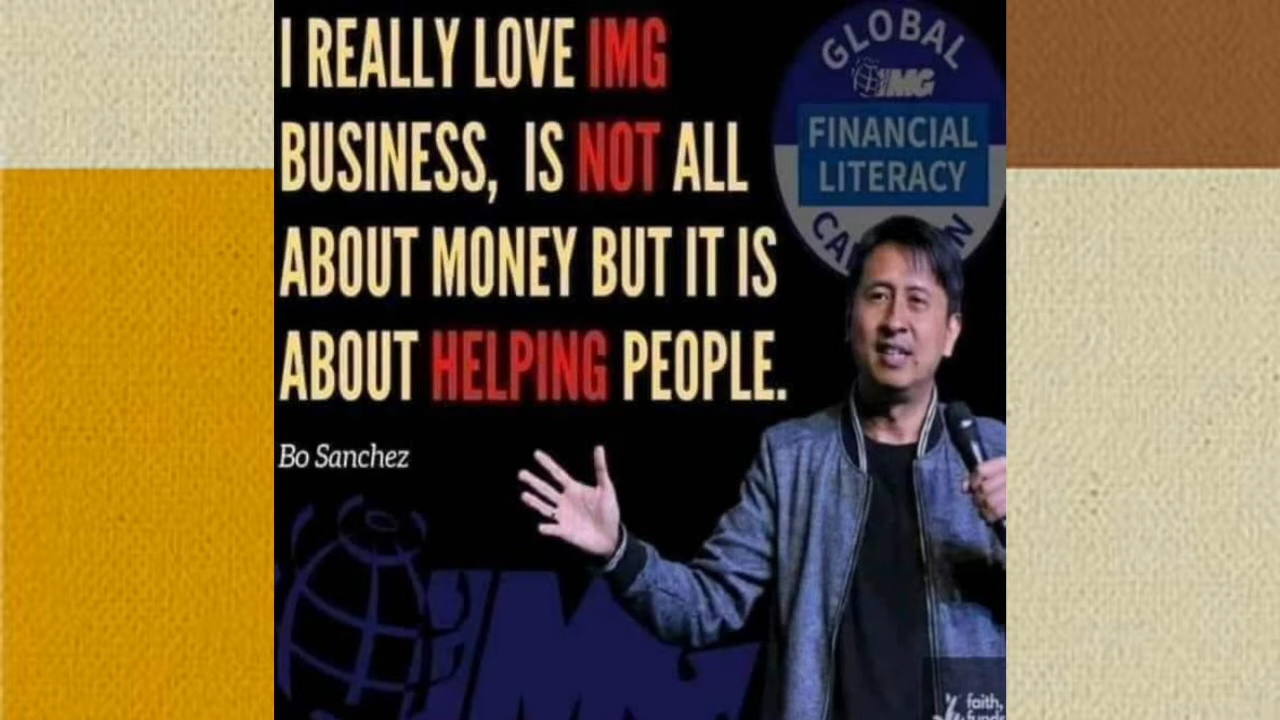 I REALLY LOVE IMG
BUSINESS, IS NOT ALL
ABOUT MONEY BUT IT IS
ABOUT HELPING PEOPLE.
Bo Sanchez
GLOBAL
IMG
FINANCIAL
LITERACY
IMG
faith,